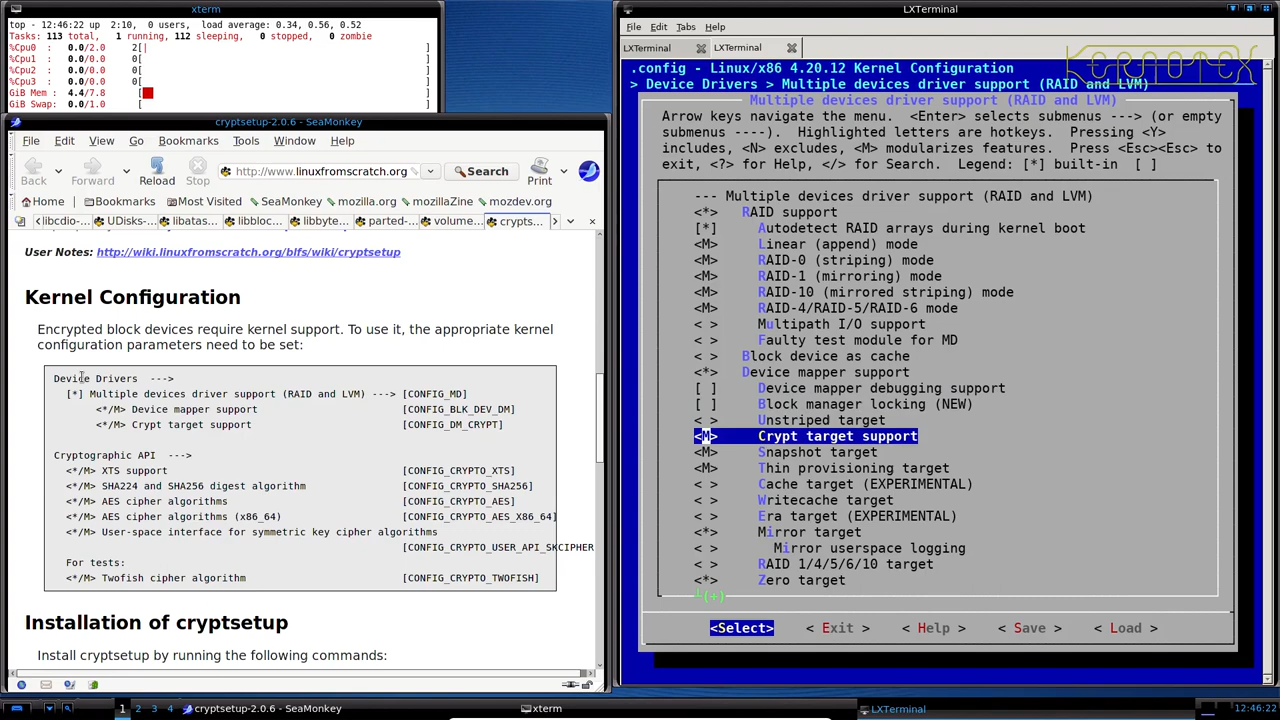 xterm
top - 12:46:22 up  2:10,  0 users,  load average: 0.34, 0.56, 0.52
Tasks: 113 total,   1 running, 112 sleeping,   0 stopped,   0 zombie
%Cpu0  :   0.0/2.0     2[|                                         ]
%Cpu1  :   0.0/0.0     0[                                          ]
%Cpu2  :   0.0/0.0     0[                                          ]
%Cpu3  :   0.0/0.0     0[                                          ]
GiB Mem :  4.4/7.8      [                                          ]
GiB Swap:  0.0/1.0      [                                          ]
cryptsetup-2.0.6 - SeaMonkey
File Edit View Go Bookmarks Tools Window Help
Back Forward Reload Stop http://www.linuxfromscratch.org Search Print
Home Bookmarks Most Visited SeaMonkey mozilla.org mozillaZine mozdev.org
libcdio-... UDisks-... libatas... libbloc... libbyte... parted-... volume... crypts...
User Notes: http://wiki.linuxfromscratch.org/blfs/wiki/cryptsetup
Kernel Configuration
Encrypted block devices require kernel support. To use it, the appropriate kernel
configuration parameters need to be set:
Device Drivers  --->
[*] Multiple devices driver support (RAID and LVM) ---> [CONFIG_MD]
<*/M> Device mapper support [CONFIG_BLK_DEV_DM]
<*/M> Crypt target support [CONFIG_DM_CRYPT]
Cryptographic API  --->
<*/M> XTS support [CONFIG_CRYPTO_XTS]
<*/M> SHA224 and SHA256 digest algorithm [CONFIG_CRYPTO_SHA256]
<*/M> AES cipher algorithms [CONFIG_CRYPTO_AES]
<*/M> AES cipher algorithms (x86_64) [CONFIG_CRYPTO_AES_X86_64]
<*/M> User-space interface for symmetric key cipher algorithms
[CONFIG_CRYPTO_USER_API_SKCIPHER
For tests:
<*/M> Twofish cipher algorithm [CONFIG_CRYPTO_TWOFISH]
Installation of cryptsetup
Install cryptsetup by running the following commands:
LXTerminal
File Edit Tabs Help
LXTerminal LXTerminal
KERNOTEX
.config - Linux/x86 4.20.12 Kernel Configuration
> Device Drivers > Multiple devices driver support (RAID and LVM)
Multiple devices driver support (RAID and LVM)
Arrow keys navigate the menu.  <Enter> selects submenus ---> (or empty
submenus ----).  Highlighted letters are hotkeys.  Pressing <Y>
includes, <N> excludes, <M> modularizes features.  Press <Esc><Esc> to
exit, <?> for Help, </> for Search.  Legend: [*] built-in  [ ]
--- Multiple devices driver support (RAID and LVM)
<*>   RAID support
[*]     Autodetect RAID arrays during kernel boot
<M>     Linear (append) mode
<M>     RAID-0 (striping) mode
<M>     RAID-1 (mirroring) mode
<M>     RAID-10 (mirrored striping) mode
<M>     RAID-4/RAID-5/RAID-6 mode
< >     Multipath I/O support
< >     Faulty test module for MD
< >   Block device as cache
<*>   Device mapper support
[ ]     Device mapper debugging support
[ ]     Block manager locking (NEW)
< >     Unstriped target
<M>     Crypt target support
<M>     Snapshot target
<M>     Thin provisioning target
< >     Cache target (EXPERIMENTAL)
< >     Writecache target
< >     Era target (EXPERIMENTAL)
<*>     Mirror target
< >       Mirror userspace logging
< >     RAID 1/4/5/6/10 target
<*>     Zero target
(+)
<Select> < Exit > < Help > < Save > < Load >
1 2 3 4 cryptsetup-2.0.6 - SeaMonkey xterm LXTerminal 12:46:22